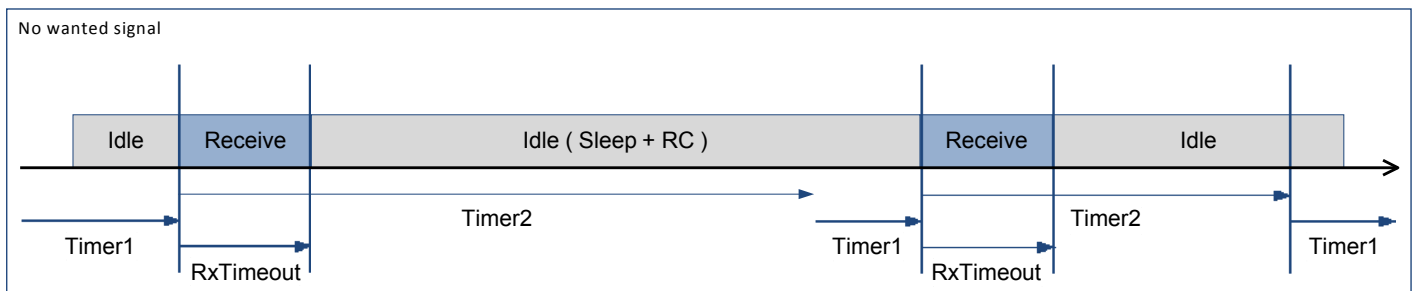 No wanted signal
Idle
Receive
Idle ( Sleep + RC )
Receive
Idle
Timer2
Timer2
Timer1
Timer1
Timer1
RxTimeout
RxTimeout